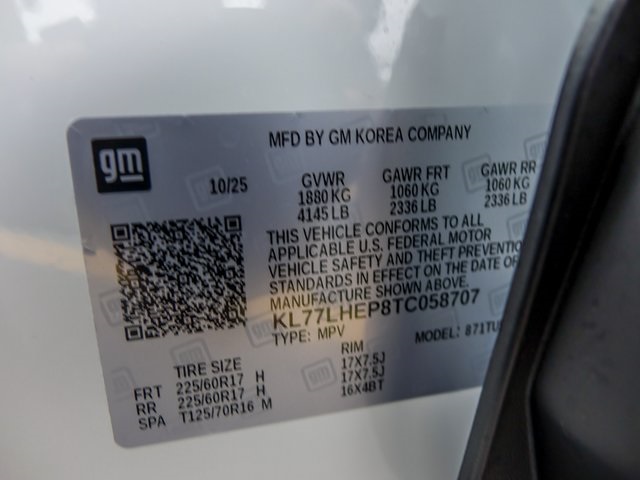 gm
MFD BY GM KOREA COMPANY
10/25
GVWR GAWR FRT GAWR RR
1880 KG 1060 KG 1060 KG
4145 LB 2336 LB 2336 LB
THIS VEHICLE CONFORMS TO ALL
APPLICABLE U.S. FEDERAL MOTOR
VEHICLE SAFETY AND THEFT PREVENTIO
STANDARDS IN EFFECT ON THE DATE OF
MANUFACTURE SHOWN ABOVE.
KL77LHEP8TC058707
TYPE: MPV MODEL: 871TUS
TIRE SIZE RIM
FRT 225/60R17 H 17X7.5J
RR 225/60R17 H 17X7.5J
SPA T125/70R16 M 16X4BT